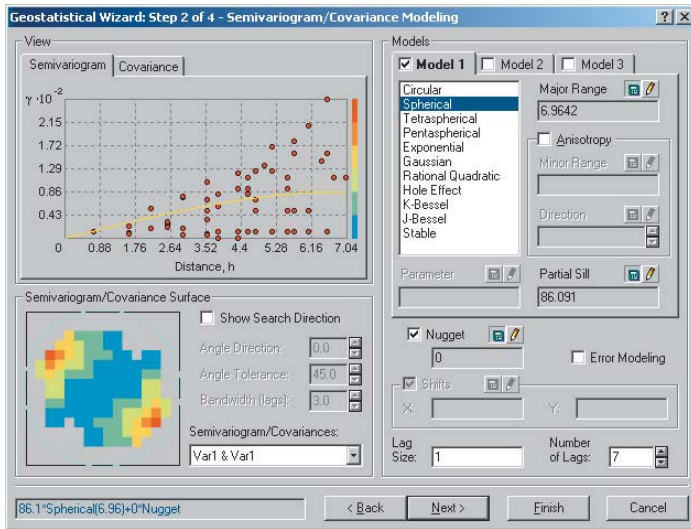 Geostatistical Wizard: Step 2 of 4 - Semivariogram/Covariance Modeling
View
Semivariogram
Covariance
γ ·10⁻²
2.15
1.72
1.29
0.86
0.43
0 0.88 1.76 2.64 3.52 4.4 5.28 6.16 7.04
Distance, h
Semivariogram/Covariance Surface
Show Search Direction
Angle Direction: 0.0
Angle Tolerance: 45.0
Bandwidth (lags): 3.0
Semivariogram/Covariances:
Var1 & Var1
Models
Model 1
Model 2
Model 3
Circular
Spherical
Tetraspherical
Pentaspherical
Exponential
Gaussian
Rational Quadratic
Hole Effect
K-Bessel
J-Bessel
Stable
Major Range
6.9642
Anisotropy
Minor Range
Direction
Parameter
Partial Sill
86.091
Nugget
0
Error Modeling
Shifts
X:
Y:
Lag Size: 1
Number of Lags: 7
86.1*Spherical(6.96)+0*Nugget
< Back
Next >
Finish
Cancel